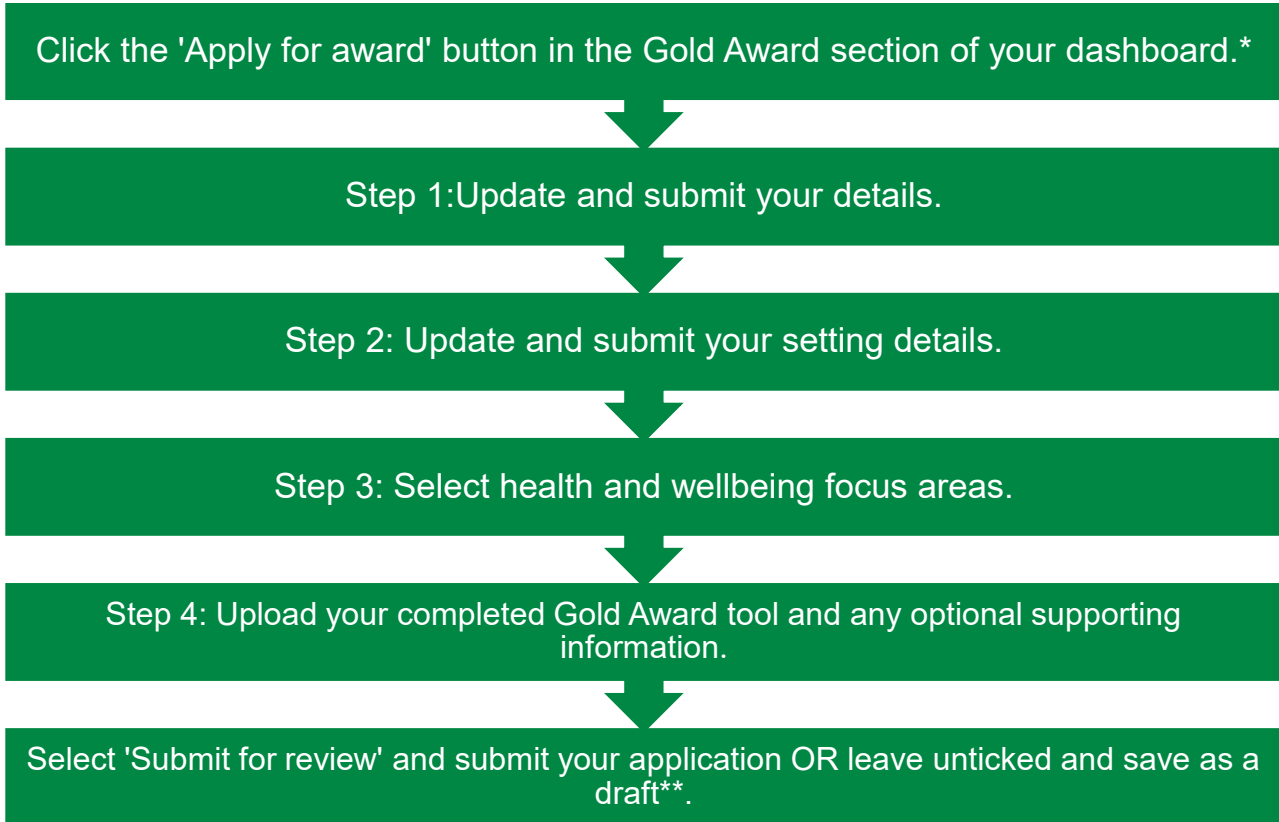 Click the 'Apply for award' button in the Gold Award section of your dashboard.*
Step 1:Update and submit your details.
Step 2: Update and submit your setting details.
Step 3: Select health and wellbeing focus areas.
Step 4: Upload your completed Gold Award tool and any optional supporting
information.
Select 'Submit for review' and submit your application OR leave unticked and save as a
draft**.